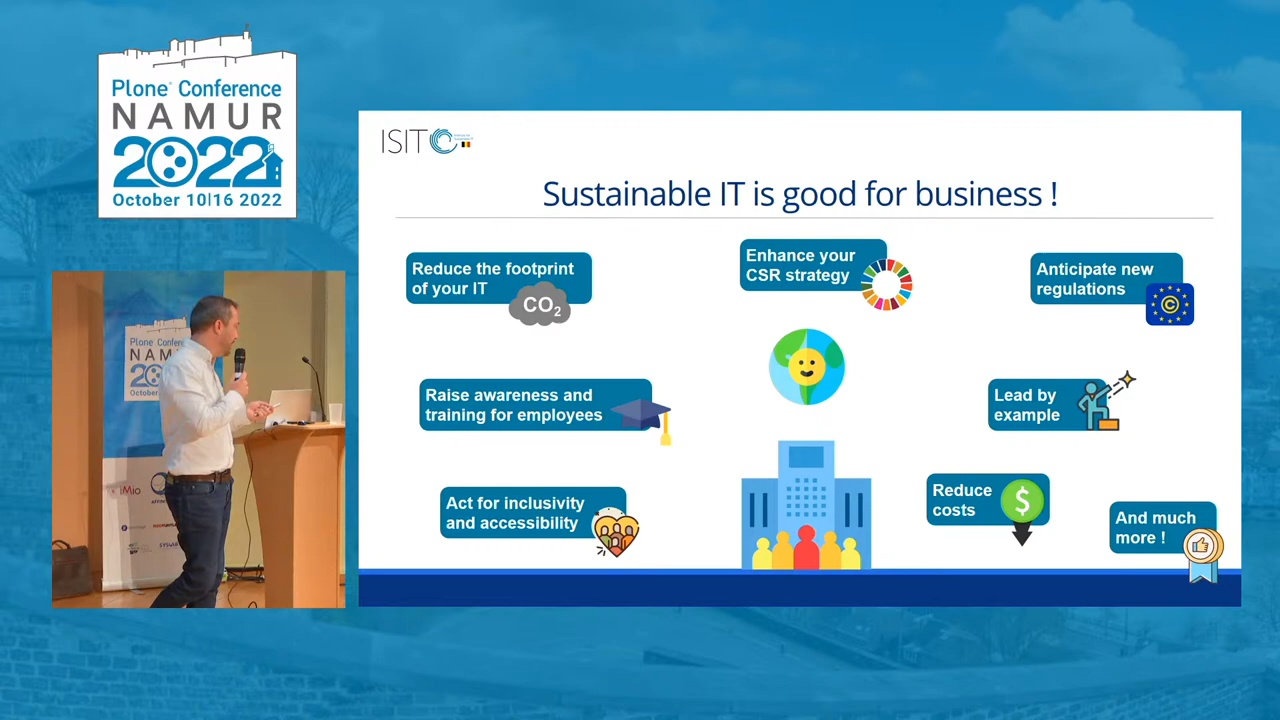 Plone® Conference
NAMUR
2022
October 10|16 2022
ISIT
Sustainable IT is good for business !
Reduce the footprint
of your IT
CO2
Enhance your
CSR strategy
Anticipate new
regulations
Raise awareness and
training for employees
Lead by
example
Act for inclusivity
and accessibility
Reduce
costs
$
And much
more !
Plone Confe
NAM
20
October
iMio